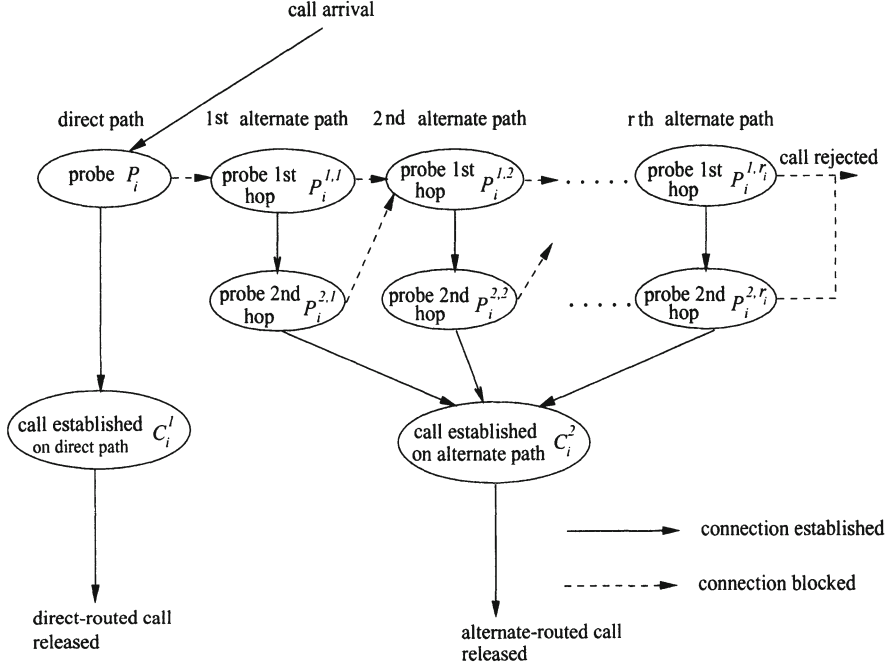 call arrival
direct path
1st alternate path
2nd alternate path
r th alternate path
call rejected
probe P_i
probe 1st
hop P_i^{1,1}
probe 1st
hop P_i^{1,2}
. . . . .
probe 1st
hop P_i^{1,r_i}
probe 2nd
hop P_i^{2,1}
probe 2nd
hop P_i^{2,2}
. . . . .
probe 2nd
hop P_i^{2,r_i}
call established
on direct path C_i^1
call established
on alternate path C_i^2
connection established
connection blocked
direct-routed call
released
alternate-routed call
released